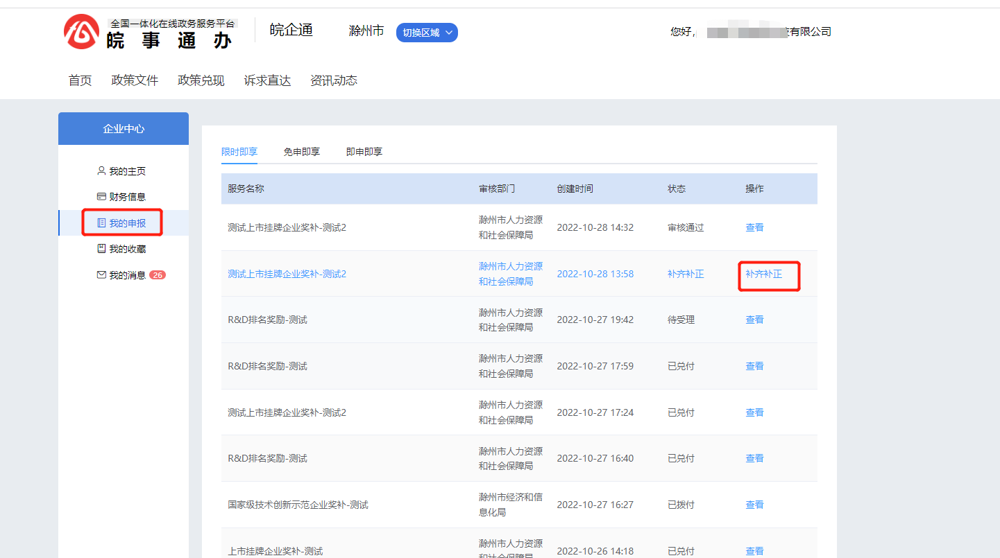 全国一体化在线政务服务平台
皖事通办
皖企通
滁州市
切换区域
您好,
有限公司
首页 政策文件 政策兑现 诉求直达 资讯动态
企业中心
我的主页
财务信息
我的申报
我的收藏
我的消息 26
限时即享 免申即享 即申即享
服务名称 审核部门 创建时间 状态 操作
测试上市挂牌企业奖补-测试2 滁州市人力资源 2022-10-28 14:32 审核通过 查看
和社会保障局
测试上市挂牌企业奖补-测试2 滁州市人力资源 2022-10-28 13:58 补齐补正 补齐补正
和社会保障局
R&D排名奖励-测试 滁州市人力资源 2022-10-27 19:42 待受理 查看
和社会保障局
R&D排名奖励-测试 滁州市人力资源 2022-10-27 17:59 已兑付 查看
和社会保障局
测试上市挂牌企业奖补-测试2 滁州市人力资源 2022-10-27 17:24 已兑付 查看
和社会保障局
R&D排名奖励-测试 滁州市人力资源 2022-10-27 16:40 已兑付 查看
和社会保障局
国家级技术创新示范企业奖补-测试 滁州市经济和信 2022-10-27 16:27 已拨付 查看
息化局
上市挂牌企业奖补-测试 滁州市人力资源 2022-10-26 14:18 已兑付 查看
和社会保障局